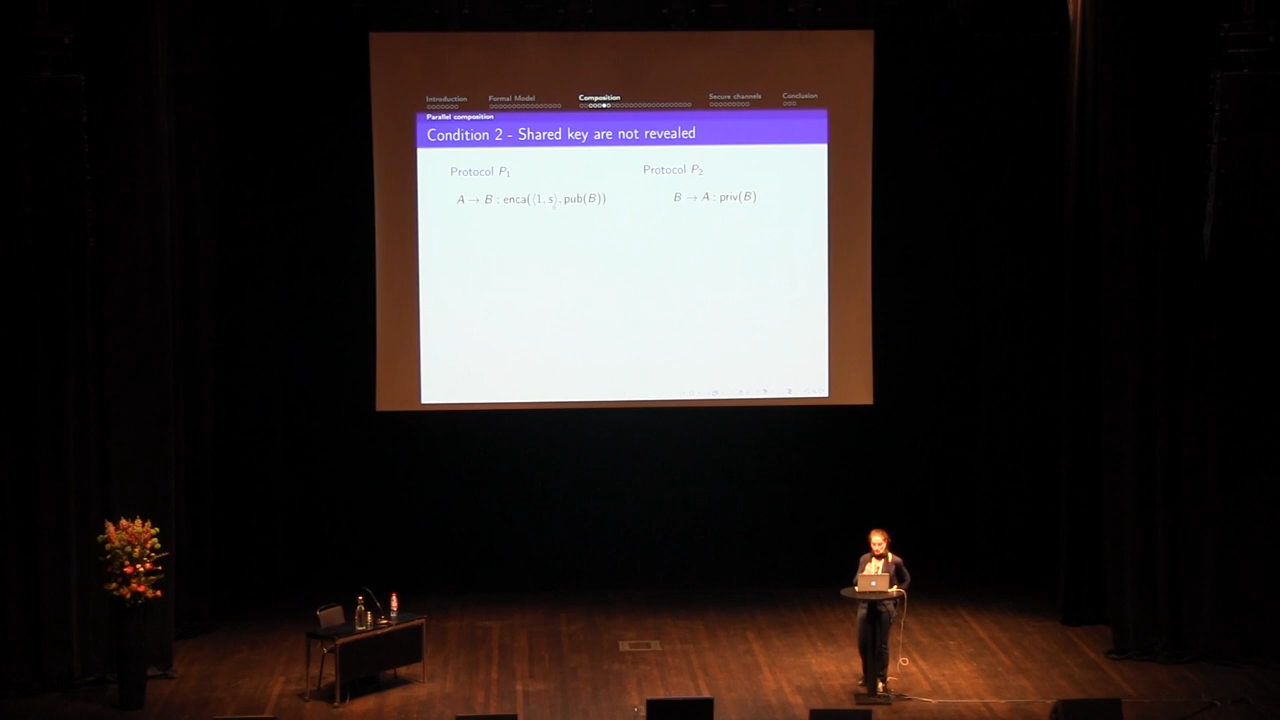 Introduction Formal Model Composition Secure channels Conclusion
Parallel composition
Condition 2 - Shared key are not revealed
Protocol P₁ Protocol P₂
A → B : enca(⟨1, s⟩, pub(B)) B → A : priv(B)